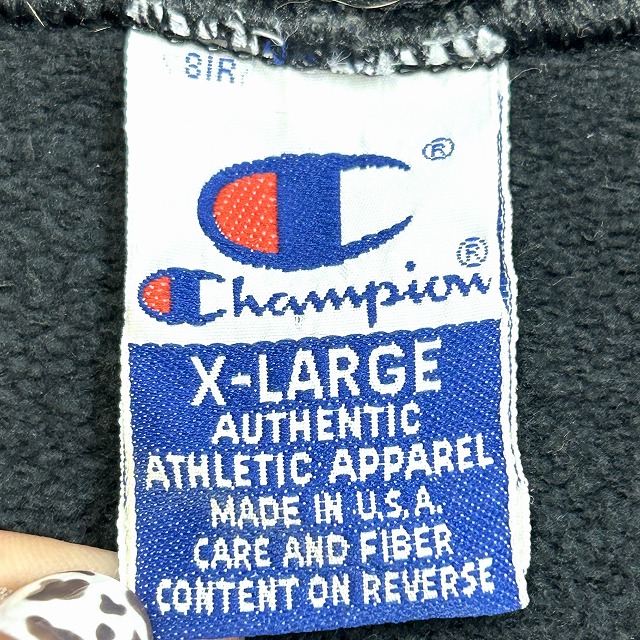 ®
Champion®
X-LARGE
AUTHENTIC
ATHLETIC APPAREL
MADE IN U.S.A.
CARE AND FIBER
CONTENT ON REVERSE